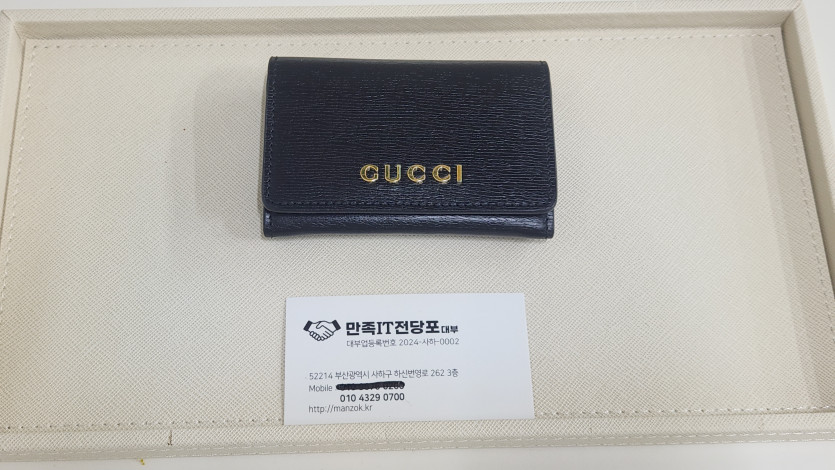 GUCCI
만족IT전당포대부
대부업등록번호 2024-사하-0002
52214 부산광역시 사하구 하신번영로 262 3층
Mobile
010 4329 0700
http://manzok.kr